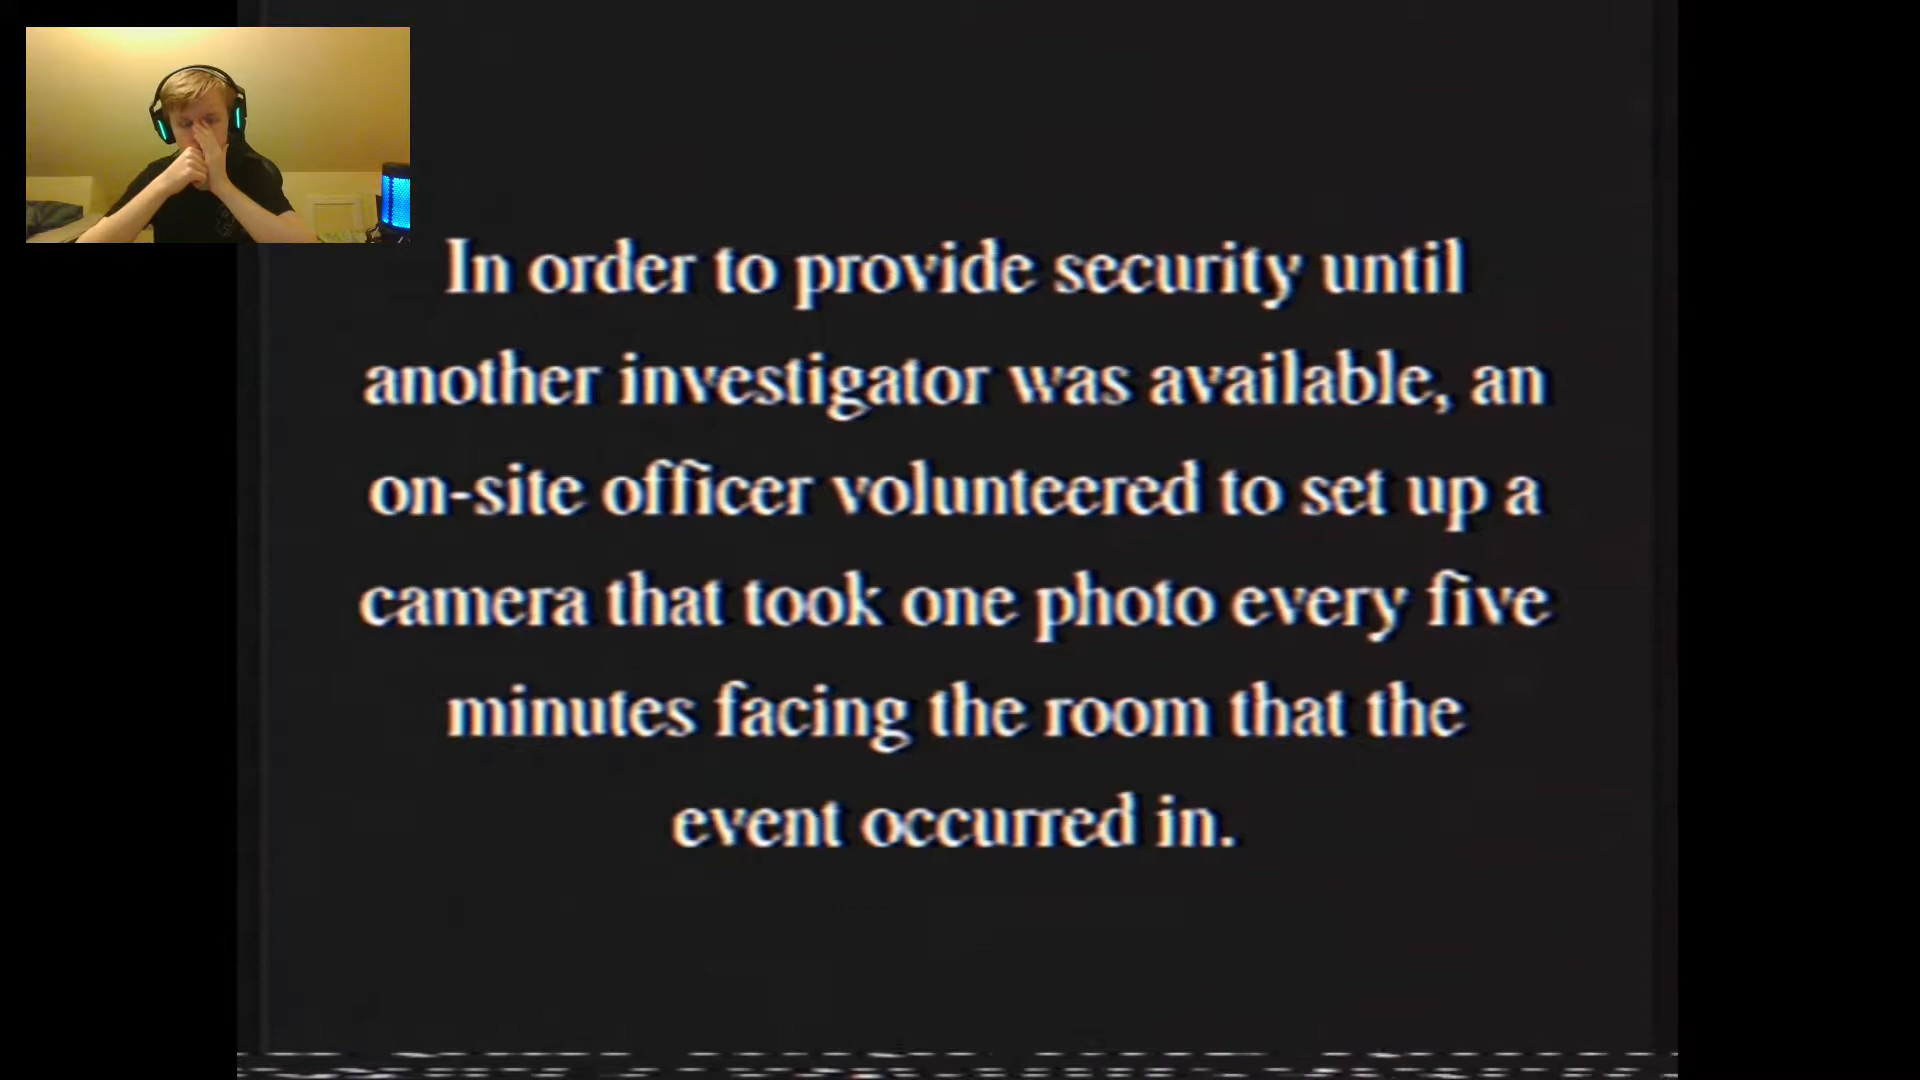 In order to provide security until
another investigator was available, an
on-site officer volunteered to set up a
camera that took one photo every five
minutes facing the room that the
event occurred in.